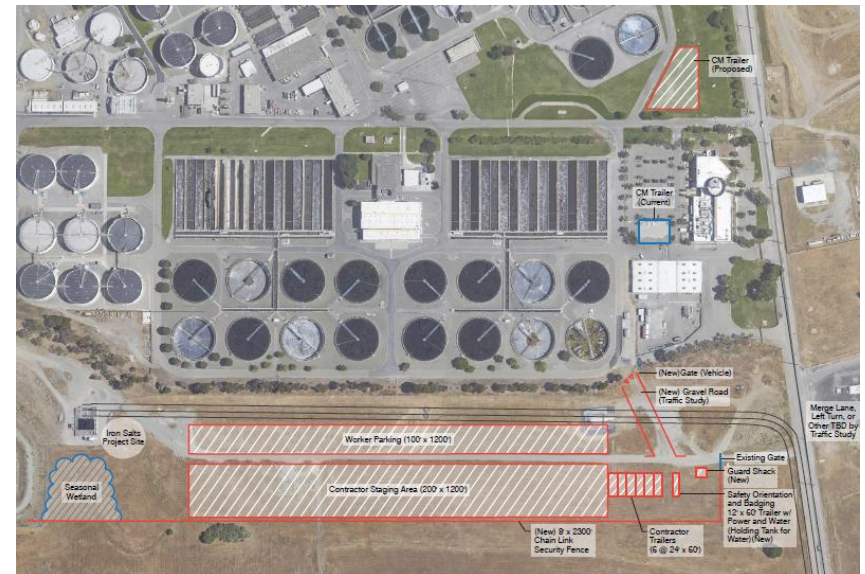 CM Trailer
(Proposed)
CM Trailer
(Current)
(New)Gate (Vehicle)
(New) Gravel Road
(Traffic Study)
Merge Lane,
Left Turn, or
Other TBD by
Traffic Study
Iron Salts
Project Site
Worker Parking (100' x 1200')
Existing Gate
Guard Shack
(New)
Seasonal
Wetland
Contractor Staging Area (200' x 1200')
Safety Orientation
and Badging
12' x 60' Trailer w/
Power and Water
(Holding Tank for
Water)(New)
(New) 8' x 2300'
Chain Link
Security Fence
Contractor
Trailers
(6 @ 24' x 60')